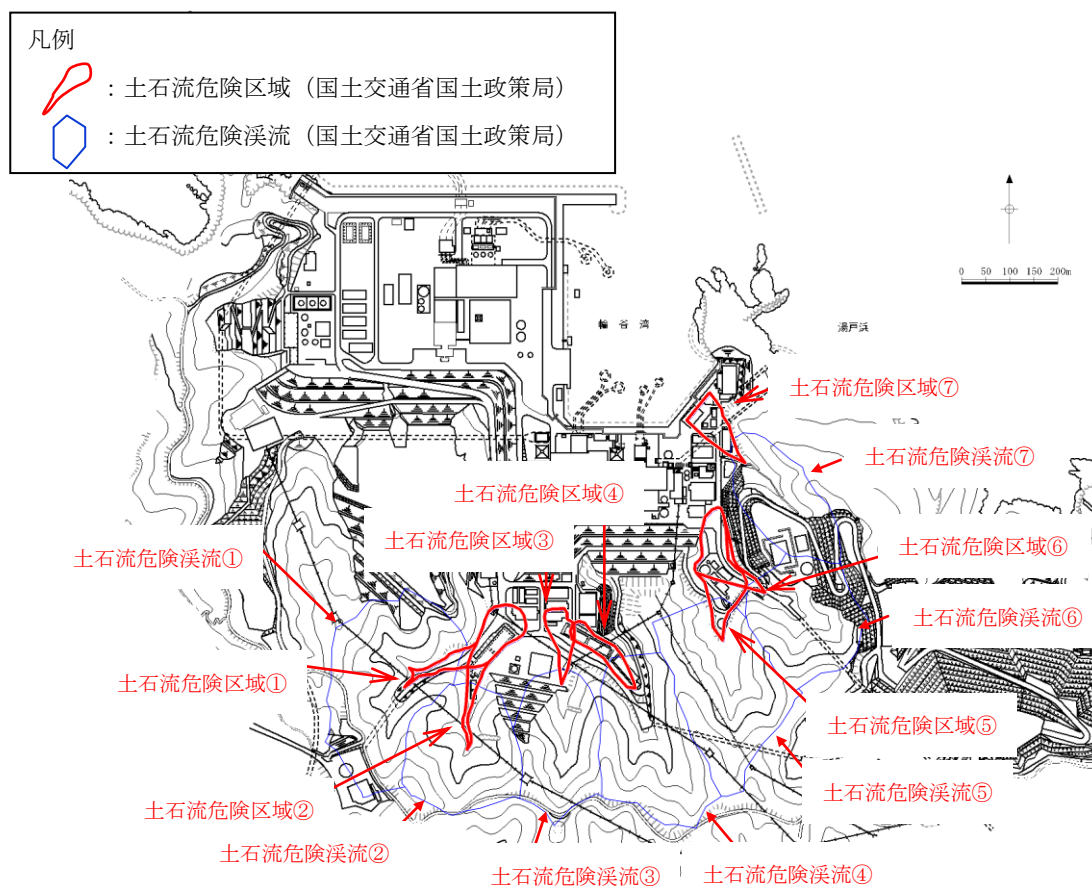 凡例
：土石流危険区域（国土交通省国土政策局）
：土石流危険渓流（国土交通省国土政策局）
0 50 100 150 200m
輪谷湾
湯戸浜
土石流危険区域⑦
土石流危険渓流⑦
土石流危険区域④
土石流危険区域③
土石流危険区域⑥
土石流危険渓流①
土石流危険渓流⑥
土石流危険区域①
土石流危険区域⑤
土石流危険渓流⑤
土石流危険区域②
土石流危険渓流②
土石流危険渓流③
土石流危険渓流④